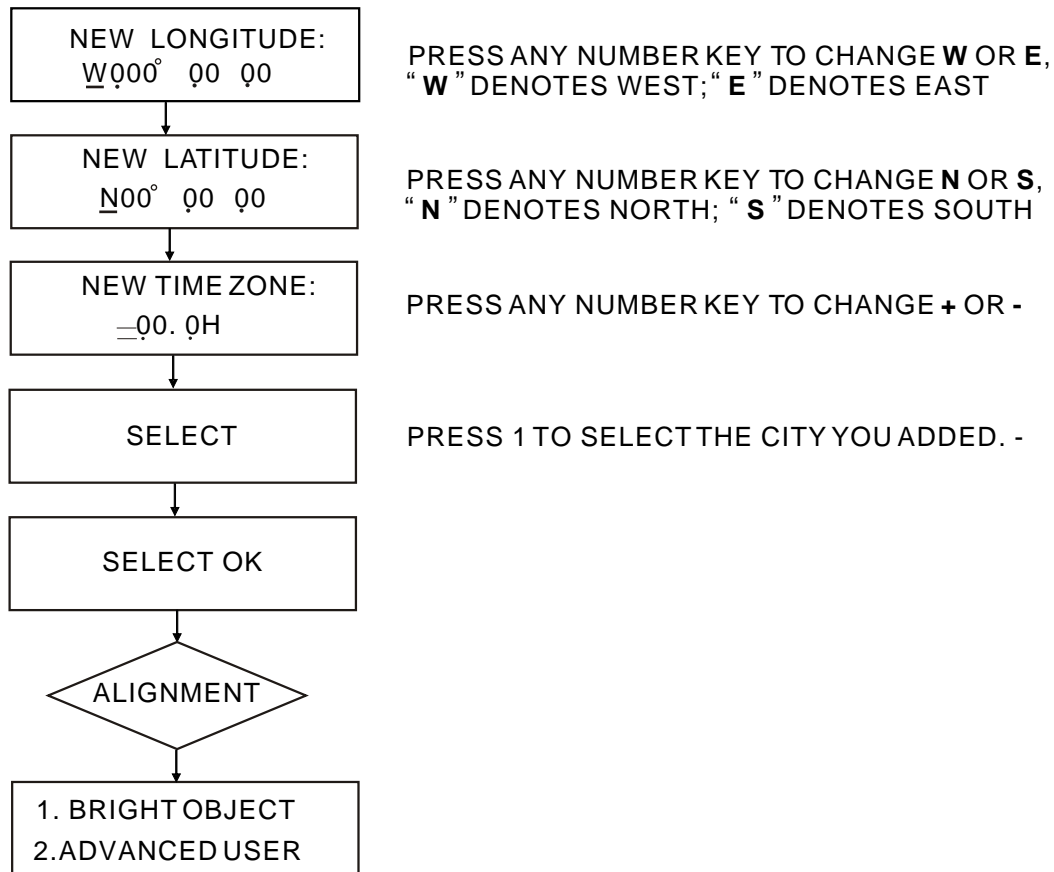 NEW LONGITUDE:
W000° 00 00
PRESS ANY NUMBER KEY TO CHANGE W OR E,
“W” DENOTES WEST; “E” DENOTES EAST
NEW LATITUDE:
N00° 00 00
PRESS ANY NUMBER KEY TO CHANGE N OR S,
“N” DENOTES NORTH; “S” DENOTES SOUTH
NEW TIME ZONE:
—00. 0H
PRESS ANY NUMBER KEY TO CHANGE + OR -
SELECT
PRESS 1 TO SELECT THE CITY YOU ADDED. -
SELECT OK
ALIGNMENT
1. BRIGHT OBJECT
2.ADVANCED USER